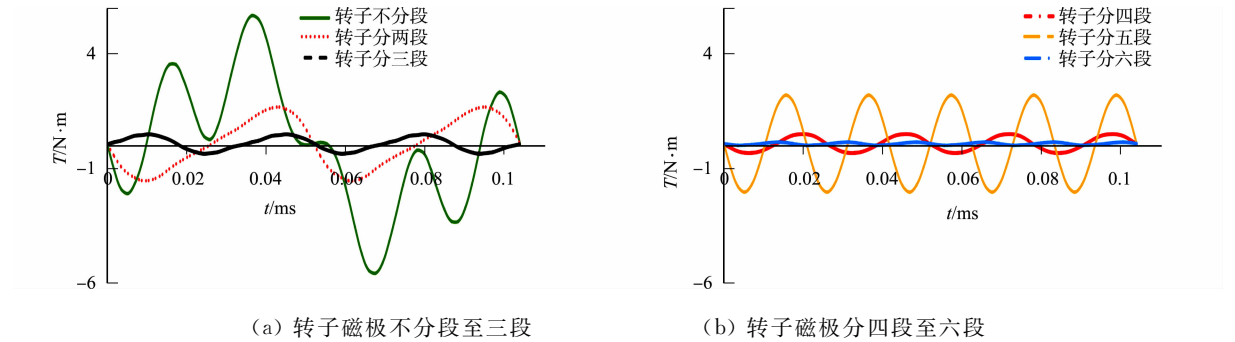 转子不分段
转子分两段
转子分三段
4
T/N·m
-1
0
0.02
0.04
0.06
0.08
0.1
t/ms
-6
(a) 转子磁极不分段至三段
转子分四段
转子分五段
转子分六段
4
T/N·m
-1
0
0.02
0.04
0.06
0.08
0.1
t/ms
-6
(b) 转子磁极分四段至六段